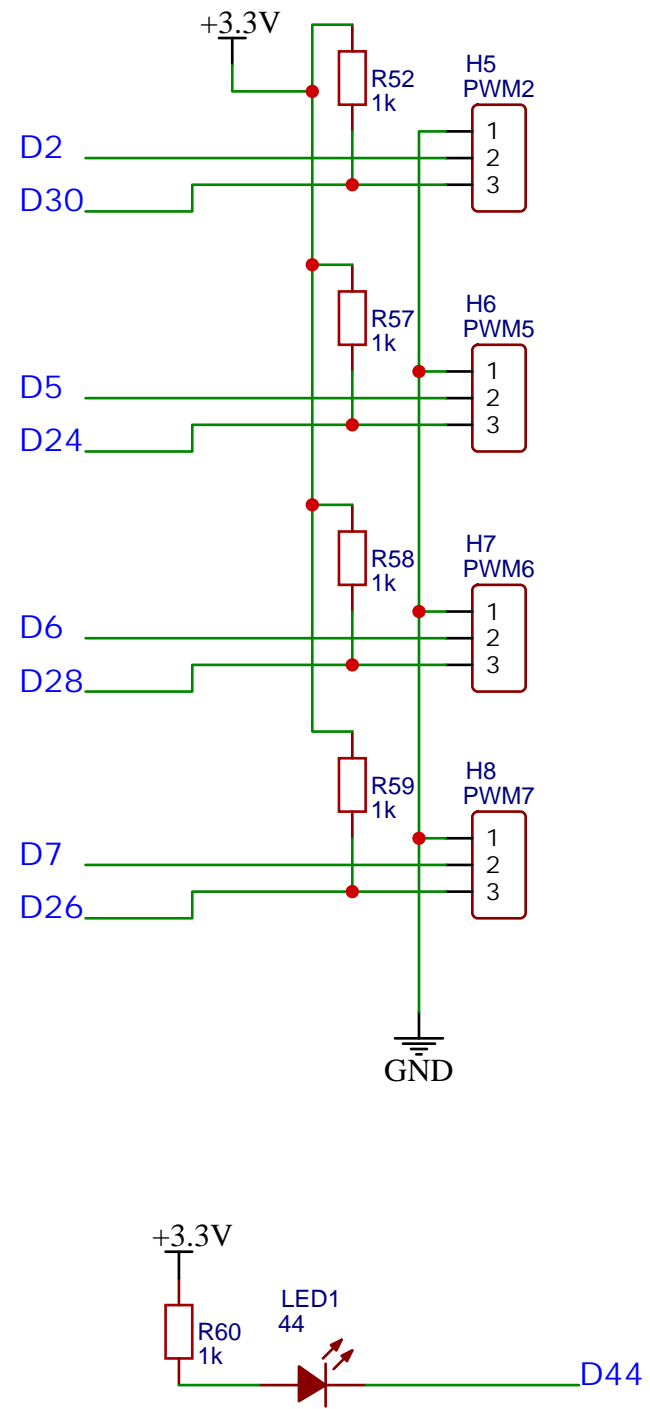 +3.3V
R52
1k
H5
PWM2
1
2
3
D2
D30
R57
1k
H6
PWM5
1
2
3
D5
D24
R58
1k
H7
PWM6
1
2
3
D6
D28
R59
1k
H8
PWM7
1
2
3
D7
D26
GND
+3.3V
R60
1k
LED1
44
D44